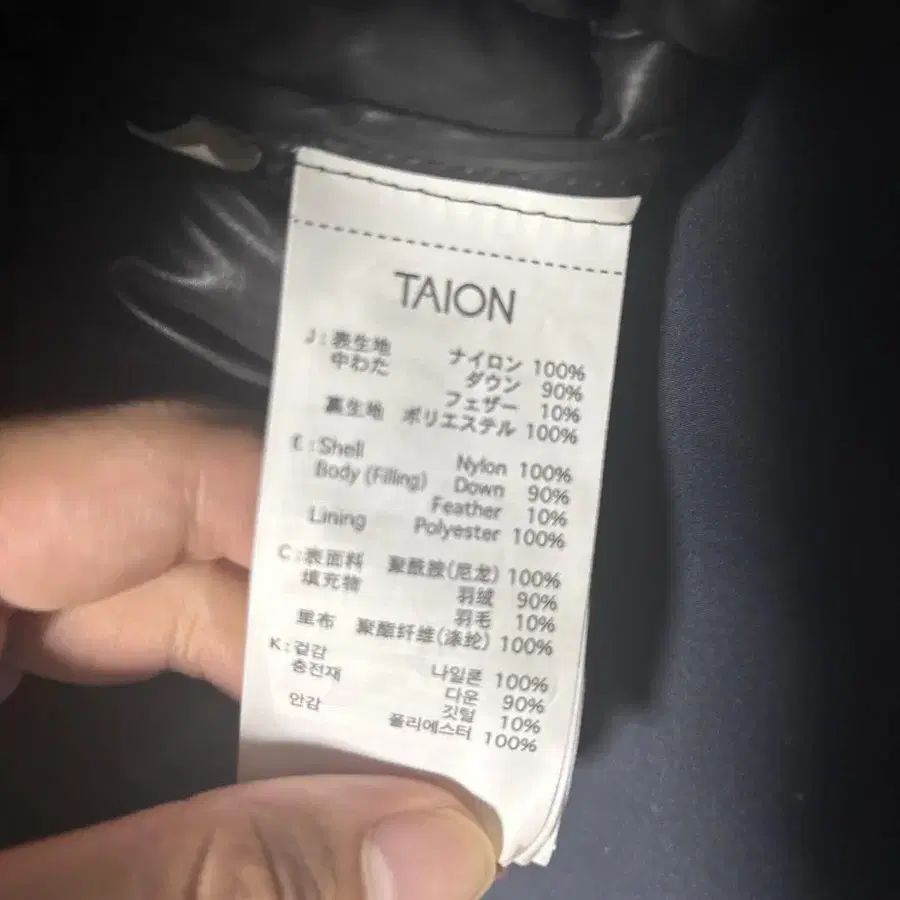 TAION
J : 表生地 ナイロン 100%
中わた ダウン 90%
フェザー 10%
裏生地 ポリエステル 100%
E : Shell Nylon 100%
Body (Filling) Down 90%
Feather 10%
Lining Polyester 100%
C : 表面料 聚酰胺(尼龙) 100%
填充物 羽绒 90%
羽毛 10%
里布 聚酯纤维(涤纶) 100%
K : 겉감 나일론 100%
충전재 다운 90%
깃털 10%
안감 폴리에스터 100%